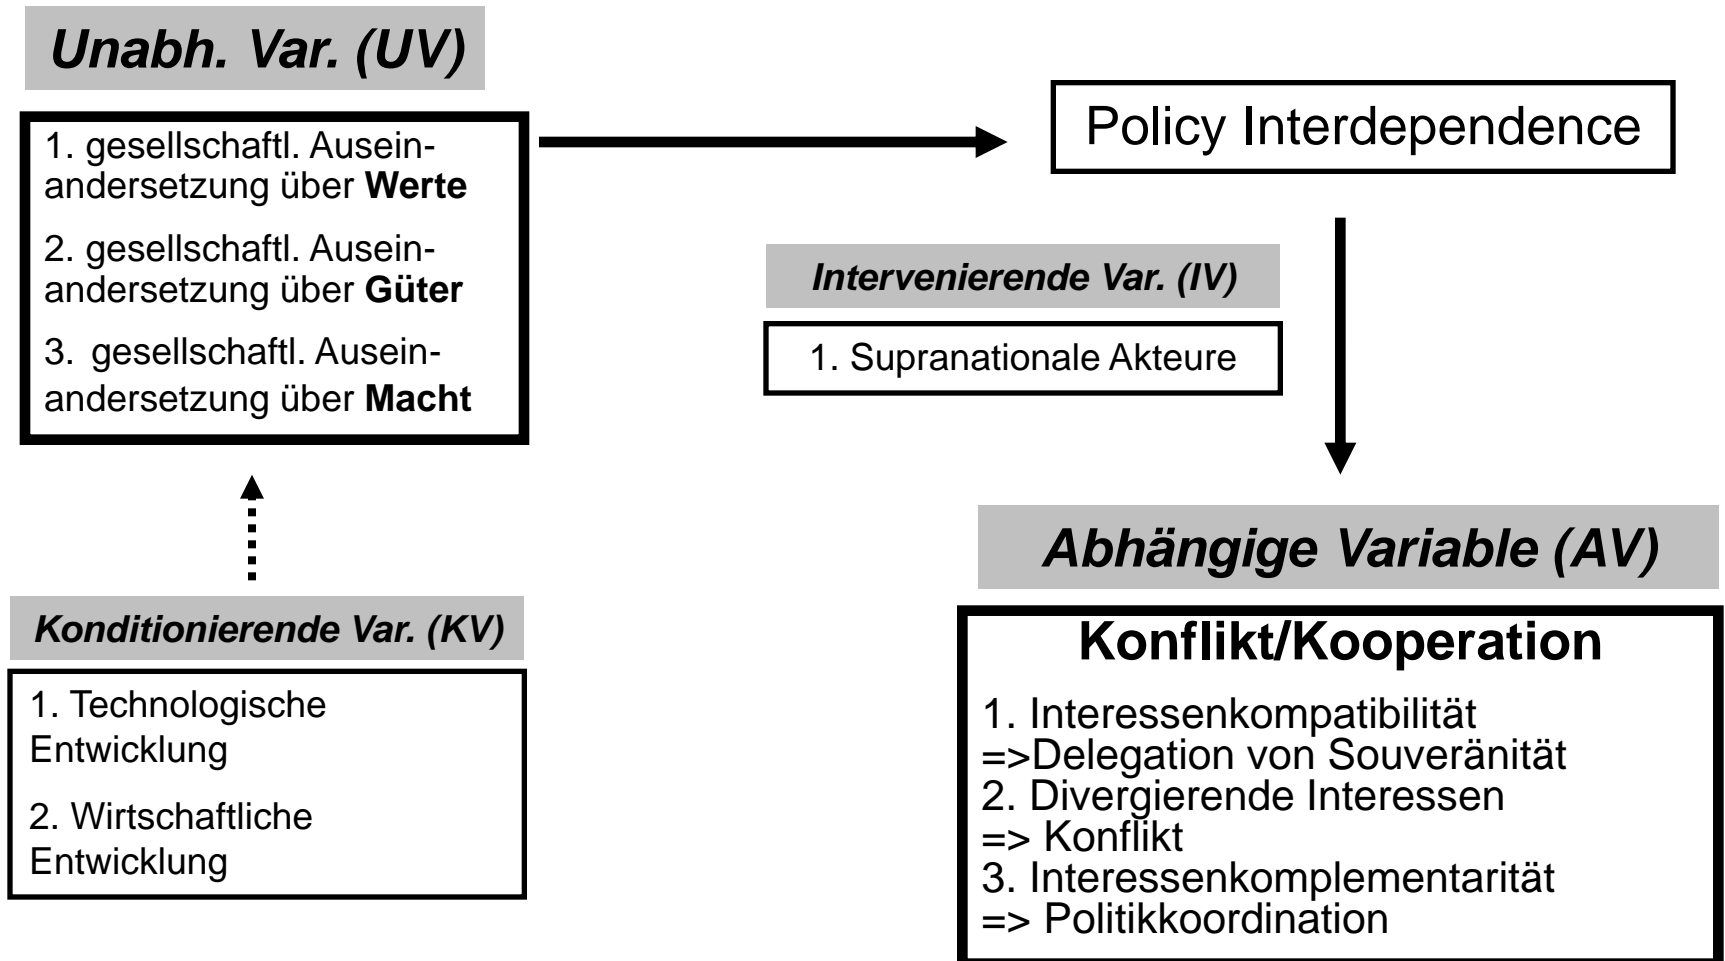 Unabh. Var. (UV)
1. gesellschaftl. Ausein-
andersetzung über Werte
2. gesellschaftl. Ausein-
andersetzung über Güter
3. gesellschaftl. Ausein-
andersetzung über Macht
Policy Interdependence
Intervenierende Var. (IV)
1. Supranationale Akteure
Konditionierende Var. (KV)
1. Technologische
Entwicklung
2. Wirtschaftliche
Entwicklung
Abhängige Variable (AV)
Konflikt/Kooperation
1. Interessenkompatibilität
=>Delegation von Souveränität
2. Divergierende Interessen
=> Konflikt
3. Interessenkomplementarität
=> Politikkoordination